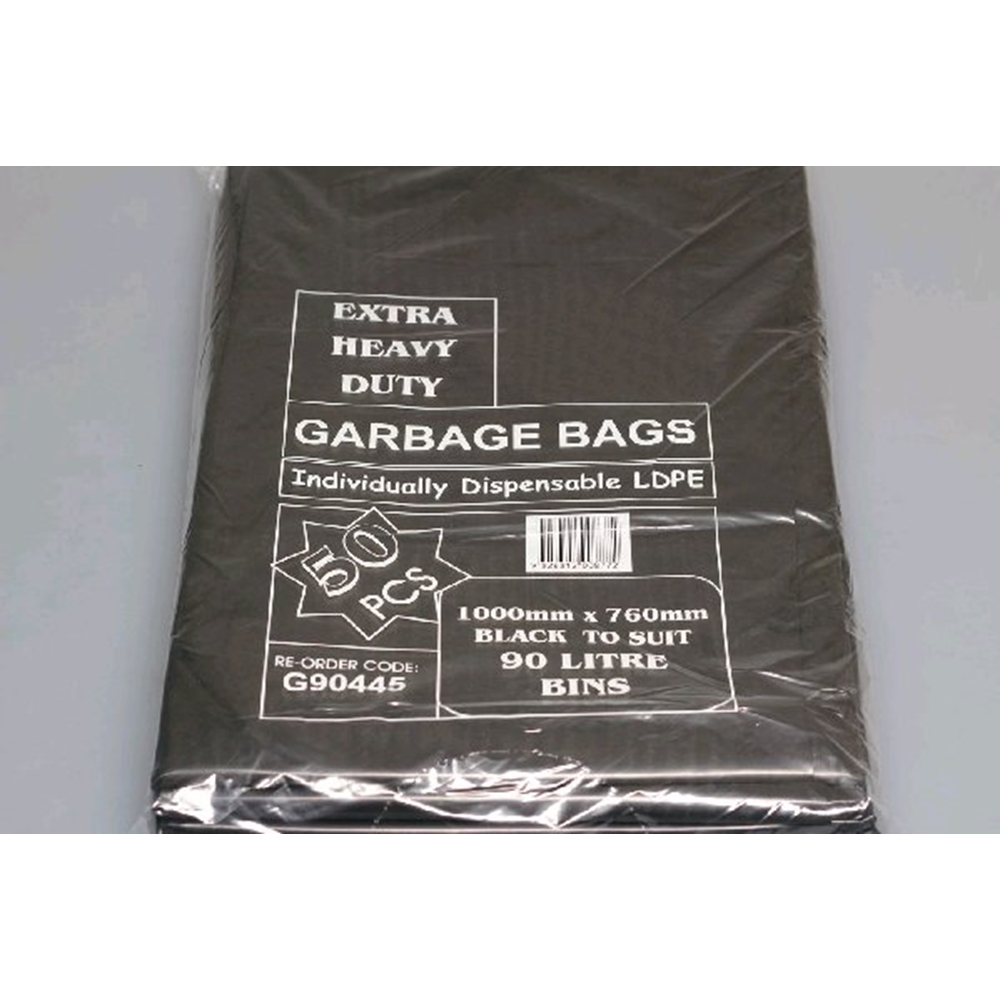 EXTRA
HEAVY
DUTY
GARBAGE BAGS
Individually Dispensable LDPE
50
PCS
1000mm x 760mm
BLACK TO SUIT
90 LITRE
BINS
RE-ORDER CODE:
G90445